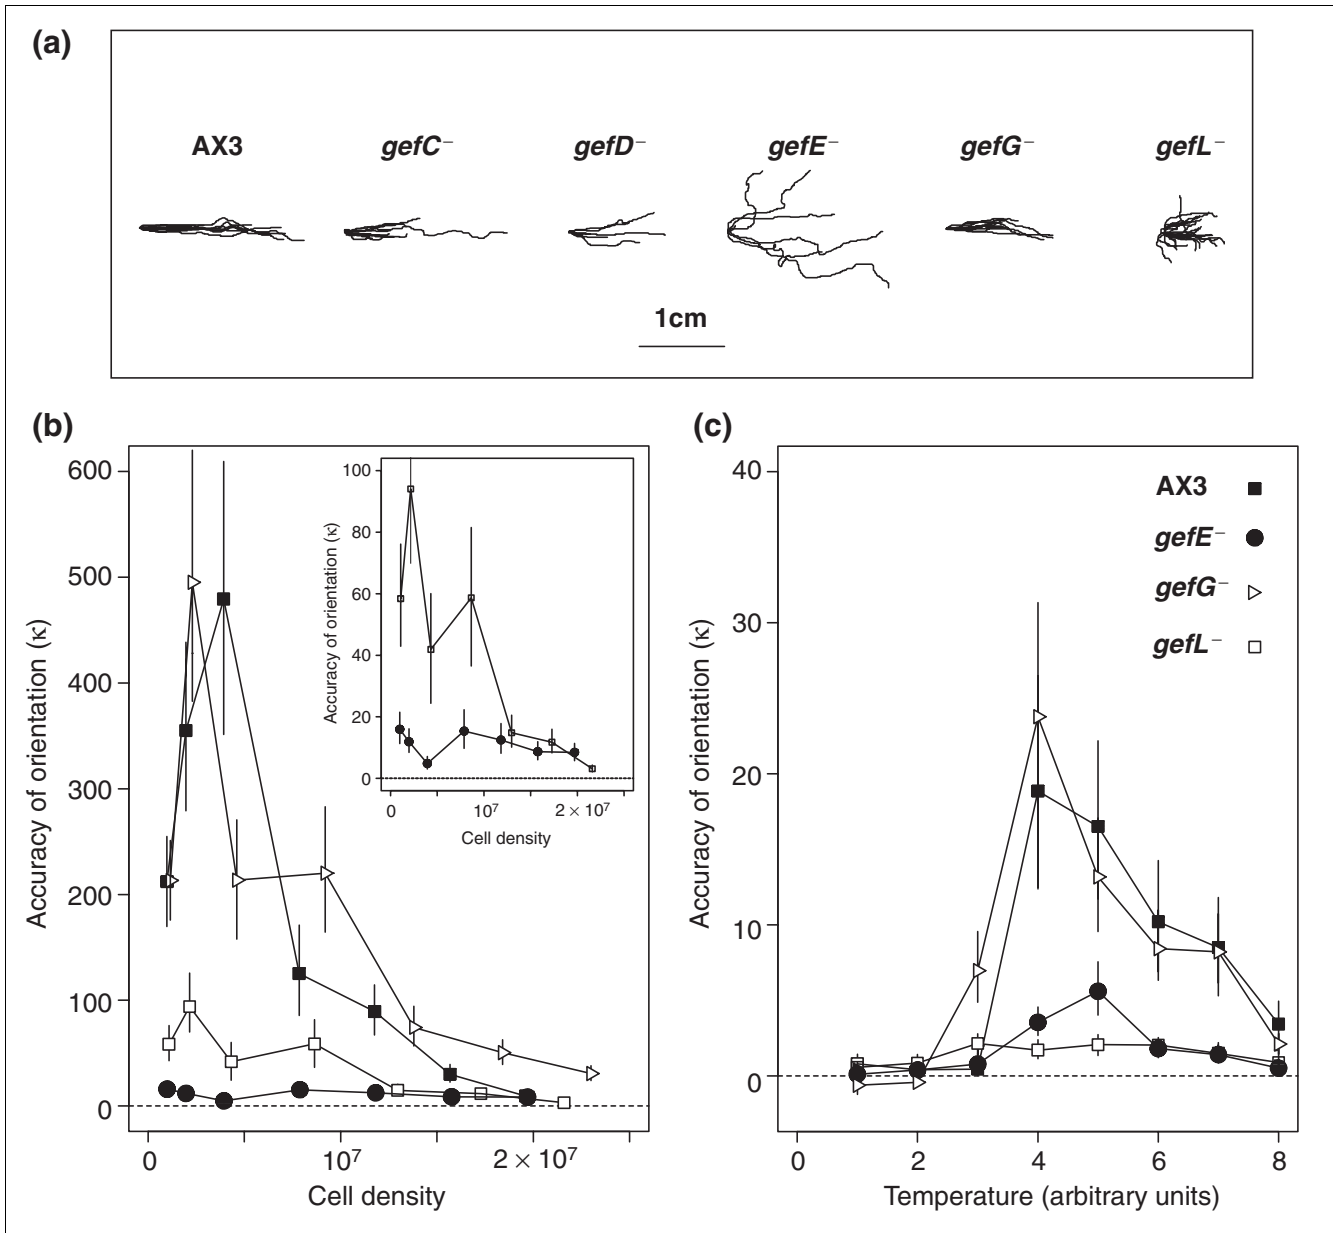 (a)
AX3 gefC⁻ gefD⁻ gefE⁻ gefG⁻ gefL⁻
1cm
(b)
600
500
400
300
200
100
0
Accuracy of orientation (κ)
0 10⁷ 2 × 10⁷
Cell density
100
80
60
40
20
0
Accuracy of orientation (κ)
0 10⁷ 2 × 10⁷
Cell density
(c)
40
30
20
10
0
Accuracy of orientation (κ)
0 2 4 6 8
Temperature (arbitrary units)
AX3
gefE⁻
gefG⁻
gefL⁻